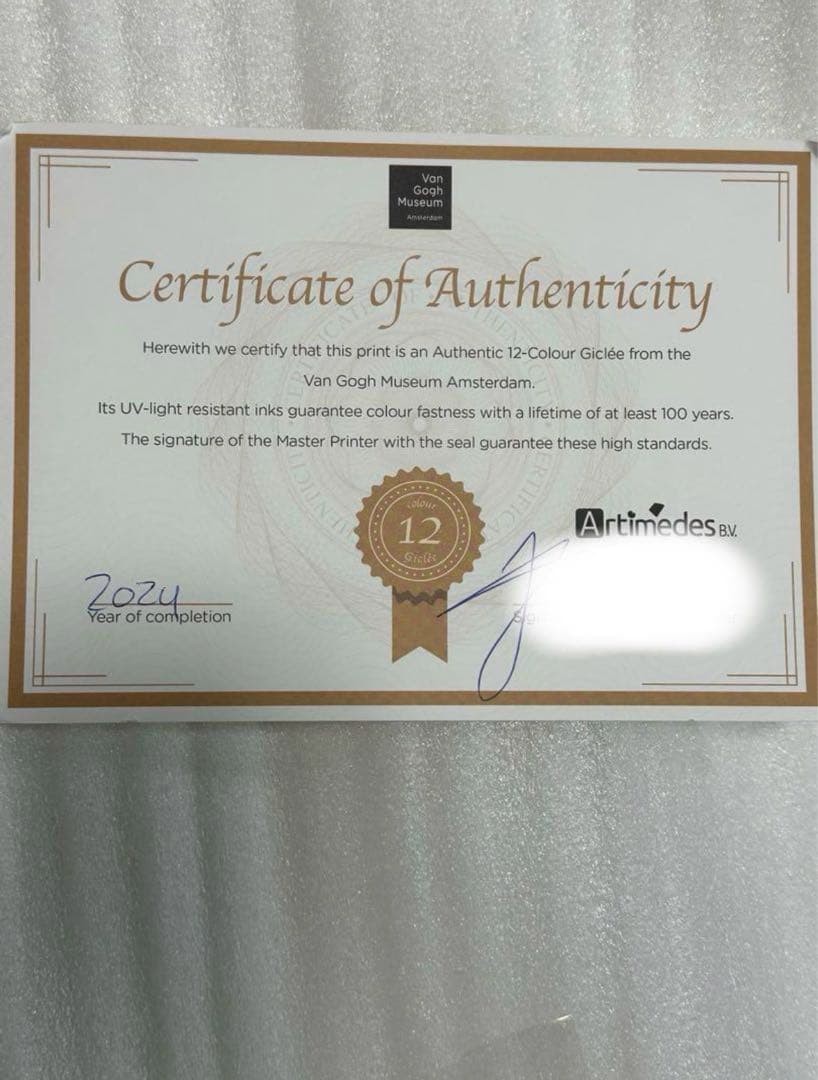 Van
Gogh
Museum
Amsterdam
Certificate of Authenticity
Herewith we certify that this print is an Authentic 12-Colour Giclée from the
Van Gogh Museum Amsterdam.
Its UV-light resistant inks guarantee colour fastness with a lifetime of at least 100 years.
The signature of the Master Printer with the seal guarantee these high standards.
colour
12
Giclée
Artimedes B.V.
2024
Year of completion